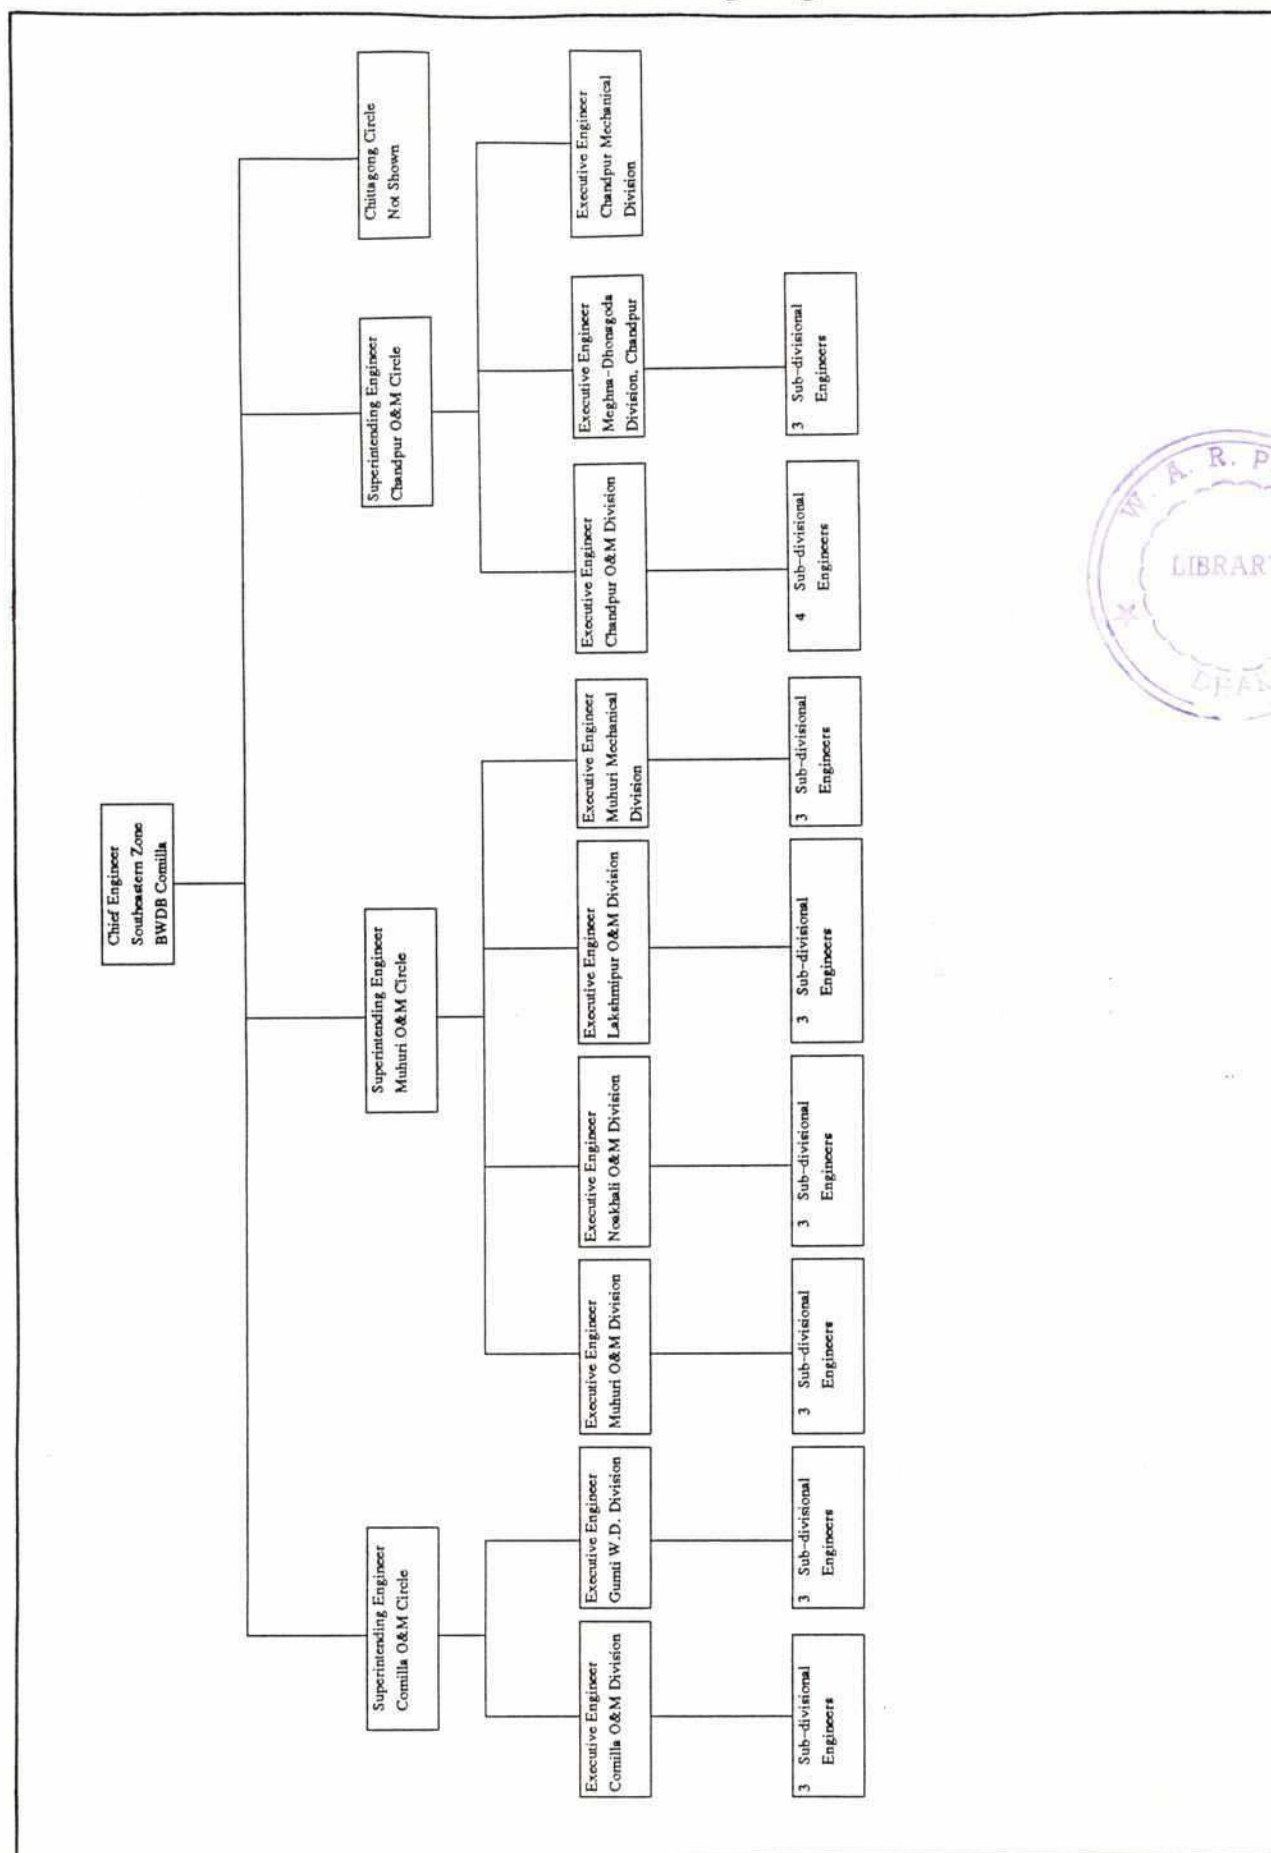 Chief Engineer
Southeastern Zone
BWDB Comilla
Superintending Engineer
Comilla O&M Circle
Superintending Engineer
Muhuri O&M Circle
Superintending Engineer
Chandpur O&M Circle
Chittagong Circle
Not Shown
Executive Engineer
Comilla O&M Division
Executive Engineer
Gumti W.D. Division
Executive Engineer
Muhuri O&M Division
Executive Engineer
Noakhali O&M Division
Executive Engineer
Lakshmipur O&M Division
Executive Engineer
Muhuri Mechanical
Division
Executive Engineer
Chandpur O&M Division
Executive Engineer
Meghna-Dhonagoda
Division, Chandpur
Executive Engineer
Chandpur Mechanical
Division
3 Sub-divisional
Engineers
3 Sub-divisional
Engineers
3 Sub-divisional
Engineers
3 Sub-divisional
Engineers
3 Sub-divisional
Engineers
3 Sub-divisional
Engineers
4 Sub-divisional
Engineers
3 Sub-divisional
Engineers
W. A. R. P
LIBRARY